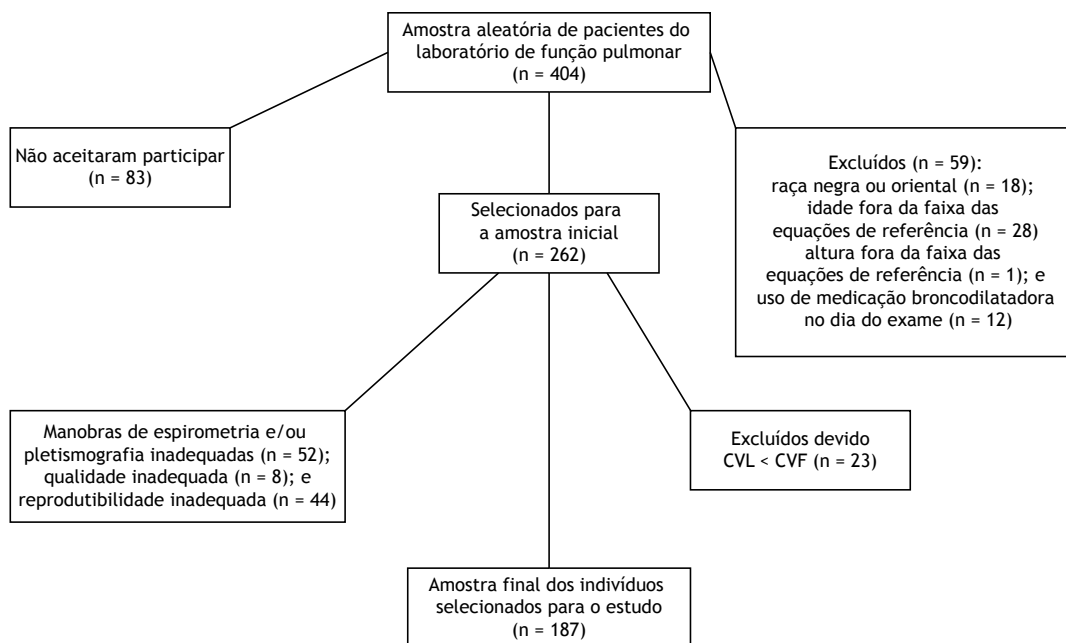 Amostra aleatória de pacientes do
laboratório de função pulmonar
(n = 404)
Não aceitaram participar
(n = 83)
Excluídos (n = 59):
raça negra ou oriental (n = 18);
idade fora da faixa das
equações de referência (n = 28)
altura fora da faixa das
equações de referência (n = 1); e
uso de medicação broncodilatadora
no dia do exame (n = 12)
Selecionados para
a amostra inicial
(n = 262)
Manobras de espirometria e/ou
pletismografia inadequadas (n = 52);
qualidade inadequada (n = 8); e
reprodutibilidade inadequada (n = 44)
Excluídos devido
CVL < CVF (n = 23)
Amostra final dos indivíduos
selecionados para o estudo
(n = 187)